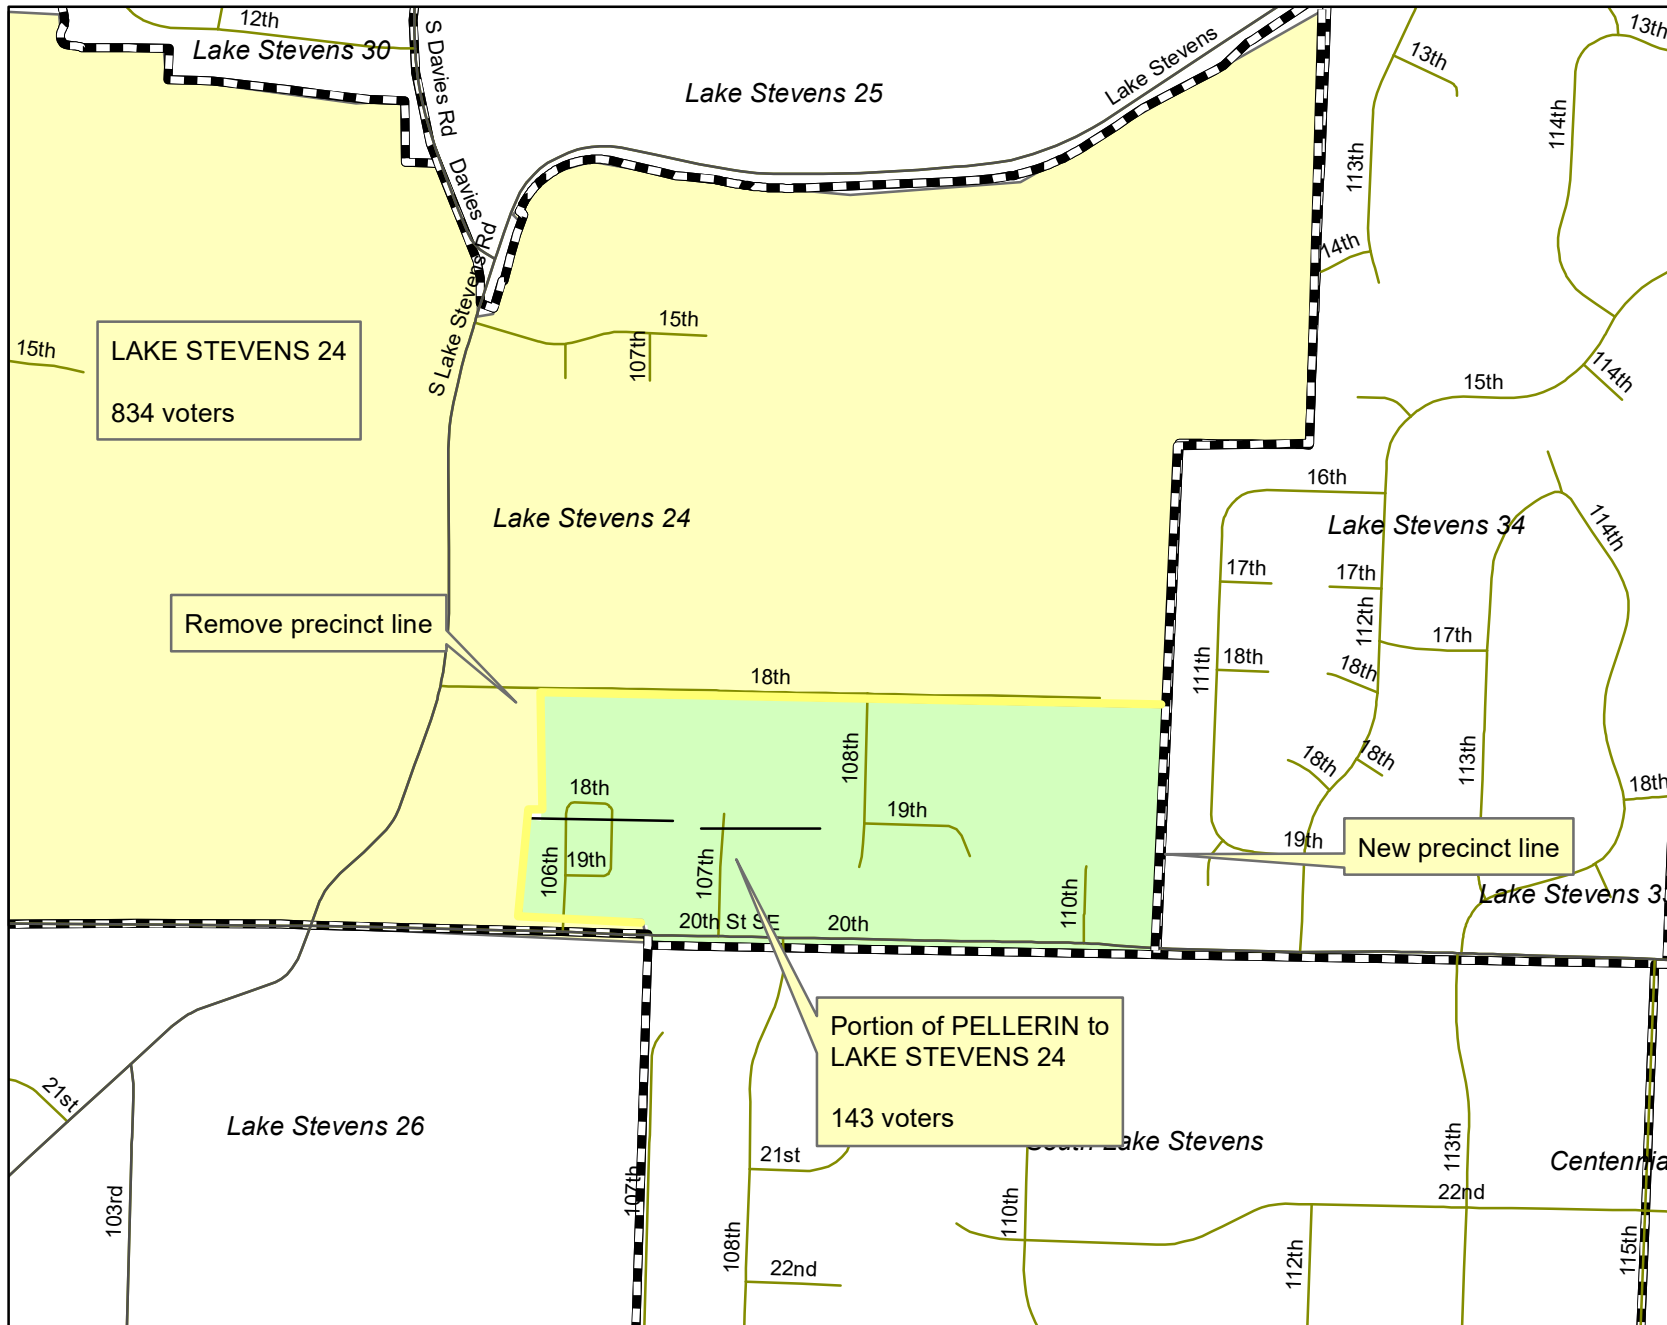 12th
Lake Stevens 30
S Davies Rd
Davies
Lake Stevens 25
Lake Stevens
13th
13th
114th
113th
14th
S Lake Stevens Rd
15th
LAKE STEVENS 24
834 voters
15th
107th
15th
114th
16th
Lake Stevens 24
Lake Stevens 34
114th
17th
17th
112th
17th
Remove precinct line
18th
111th
18th
18th
108th
113th
18th
18th
18th
18th
19th
19th
New precinct line
106th
19th
107th
110th
Lake Stevens 3
20th St SE
20th
Portion of PELLERIN to
LAKE STEVENS 24
143 voters
21st
Lake Stevens 26
South Lake Stevens
113th
Centennia
21st
107th
103rd
110th
22nd
108th
22nd
112th
115th